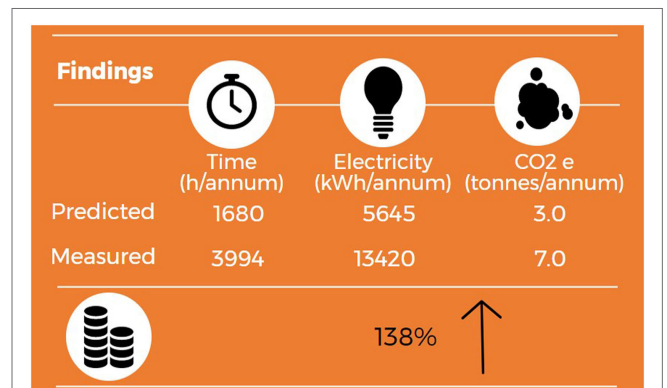 Findings
Time Electricity CO2 e
(h/annum) (kWh/annum) (tonnes/annum)
Predicted 1680 5645 3.0
Measured 3994 13420 7.0
138%